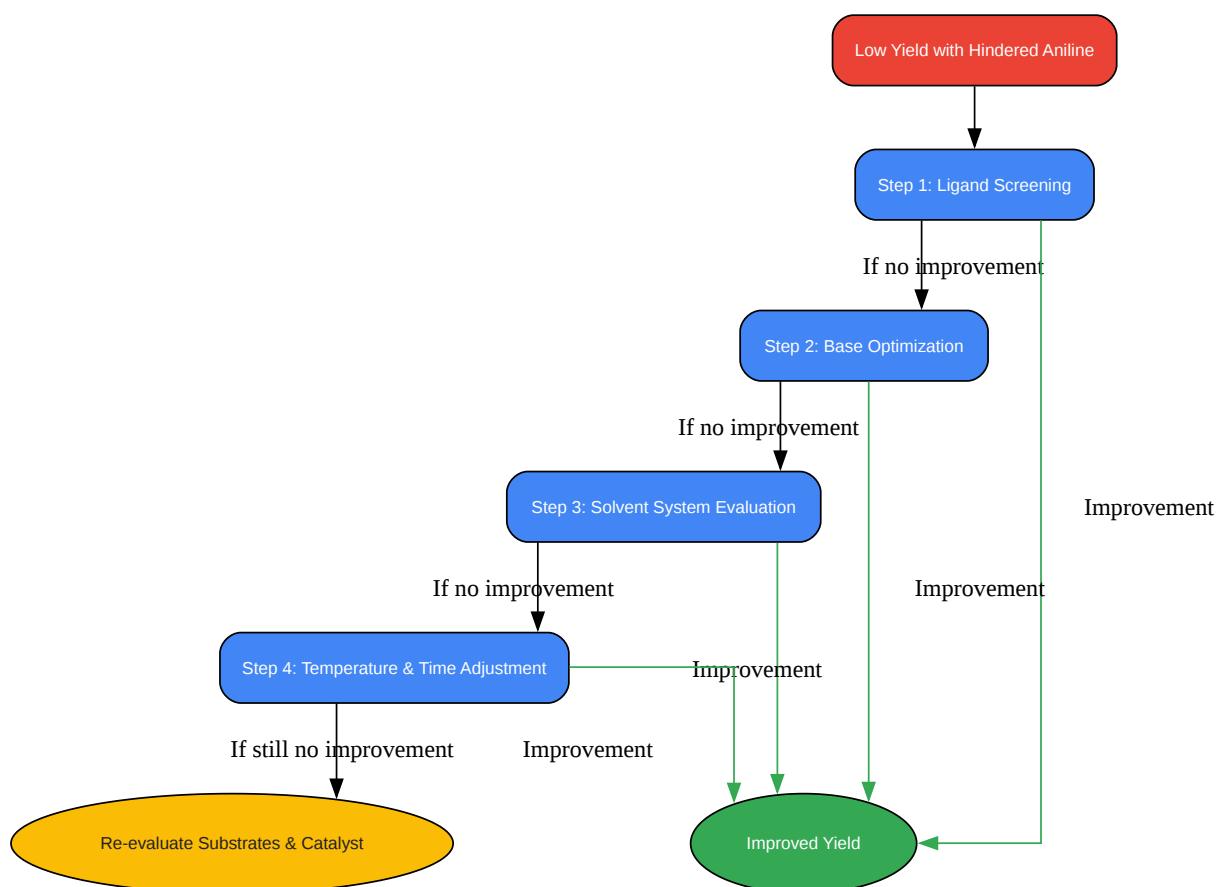 Low Yield with Hindered Aniline
Step 1: Ligand Screening
If no improvement
Step 2: Base Optimization
If no improvement
Step 3: Solvent System Evaluation
Improvement
If no improvement
Improvement
Step 4: Temperature & Time Adjustment
Improvement
If still no improvement
Improvement
Re-evaluate Substrates & Catalyst
Improved Yield